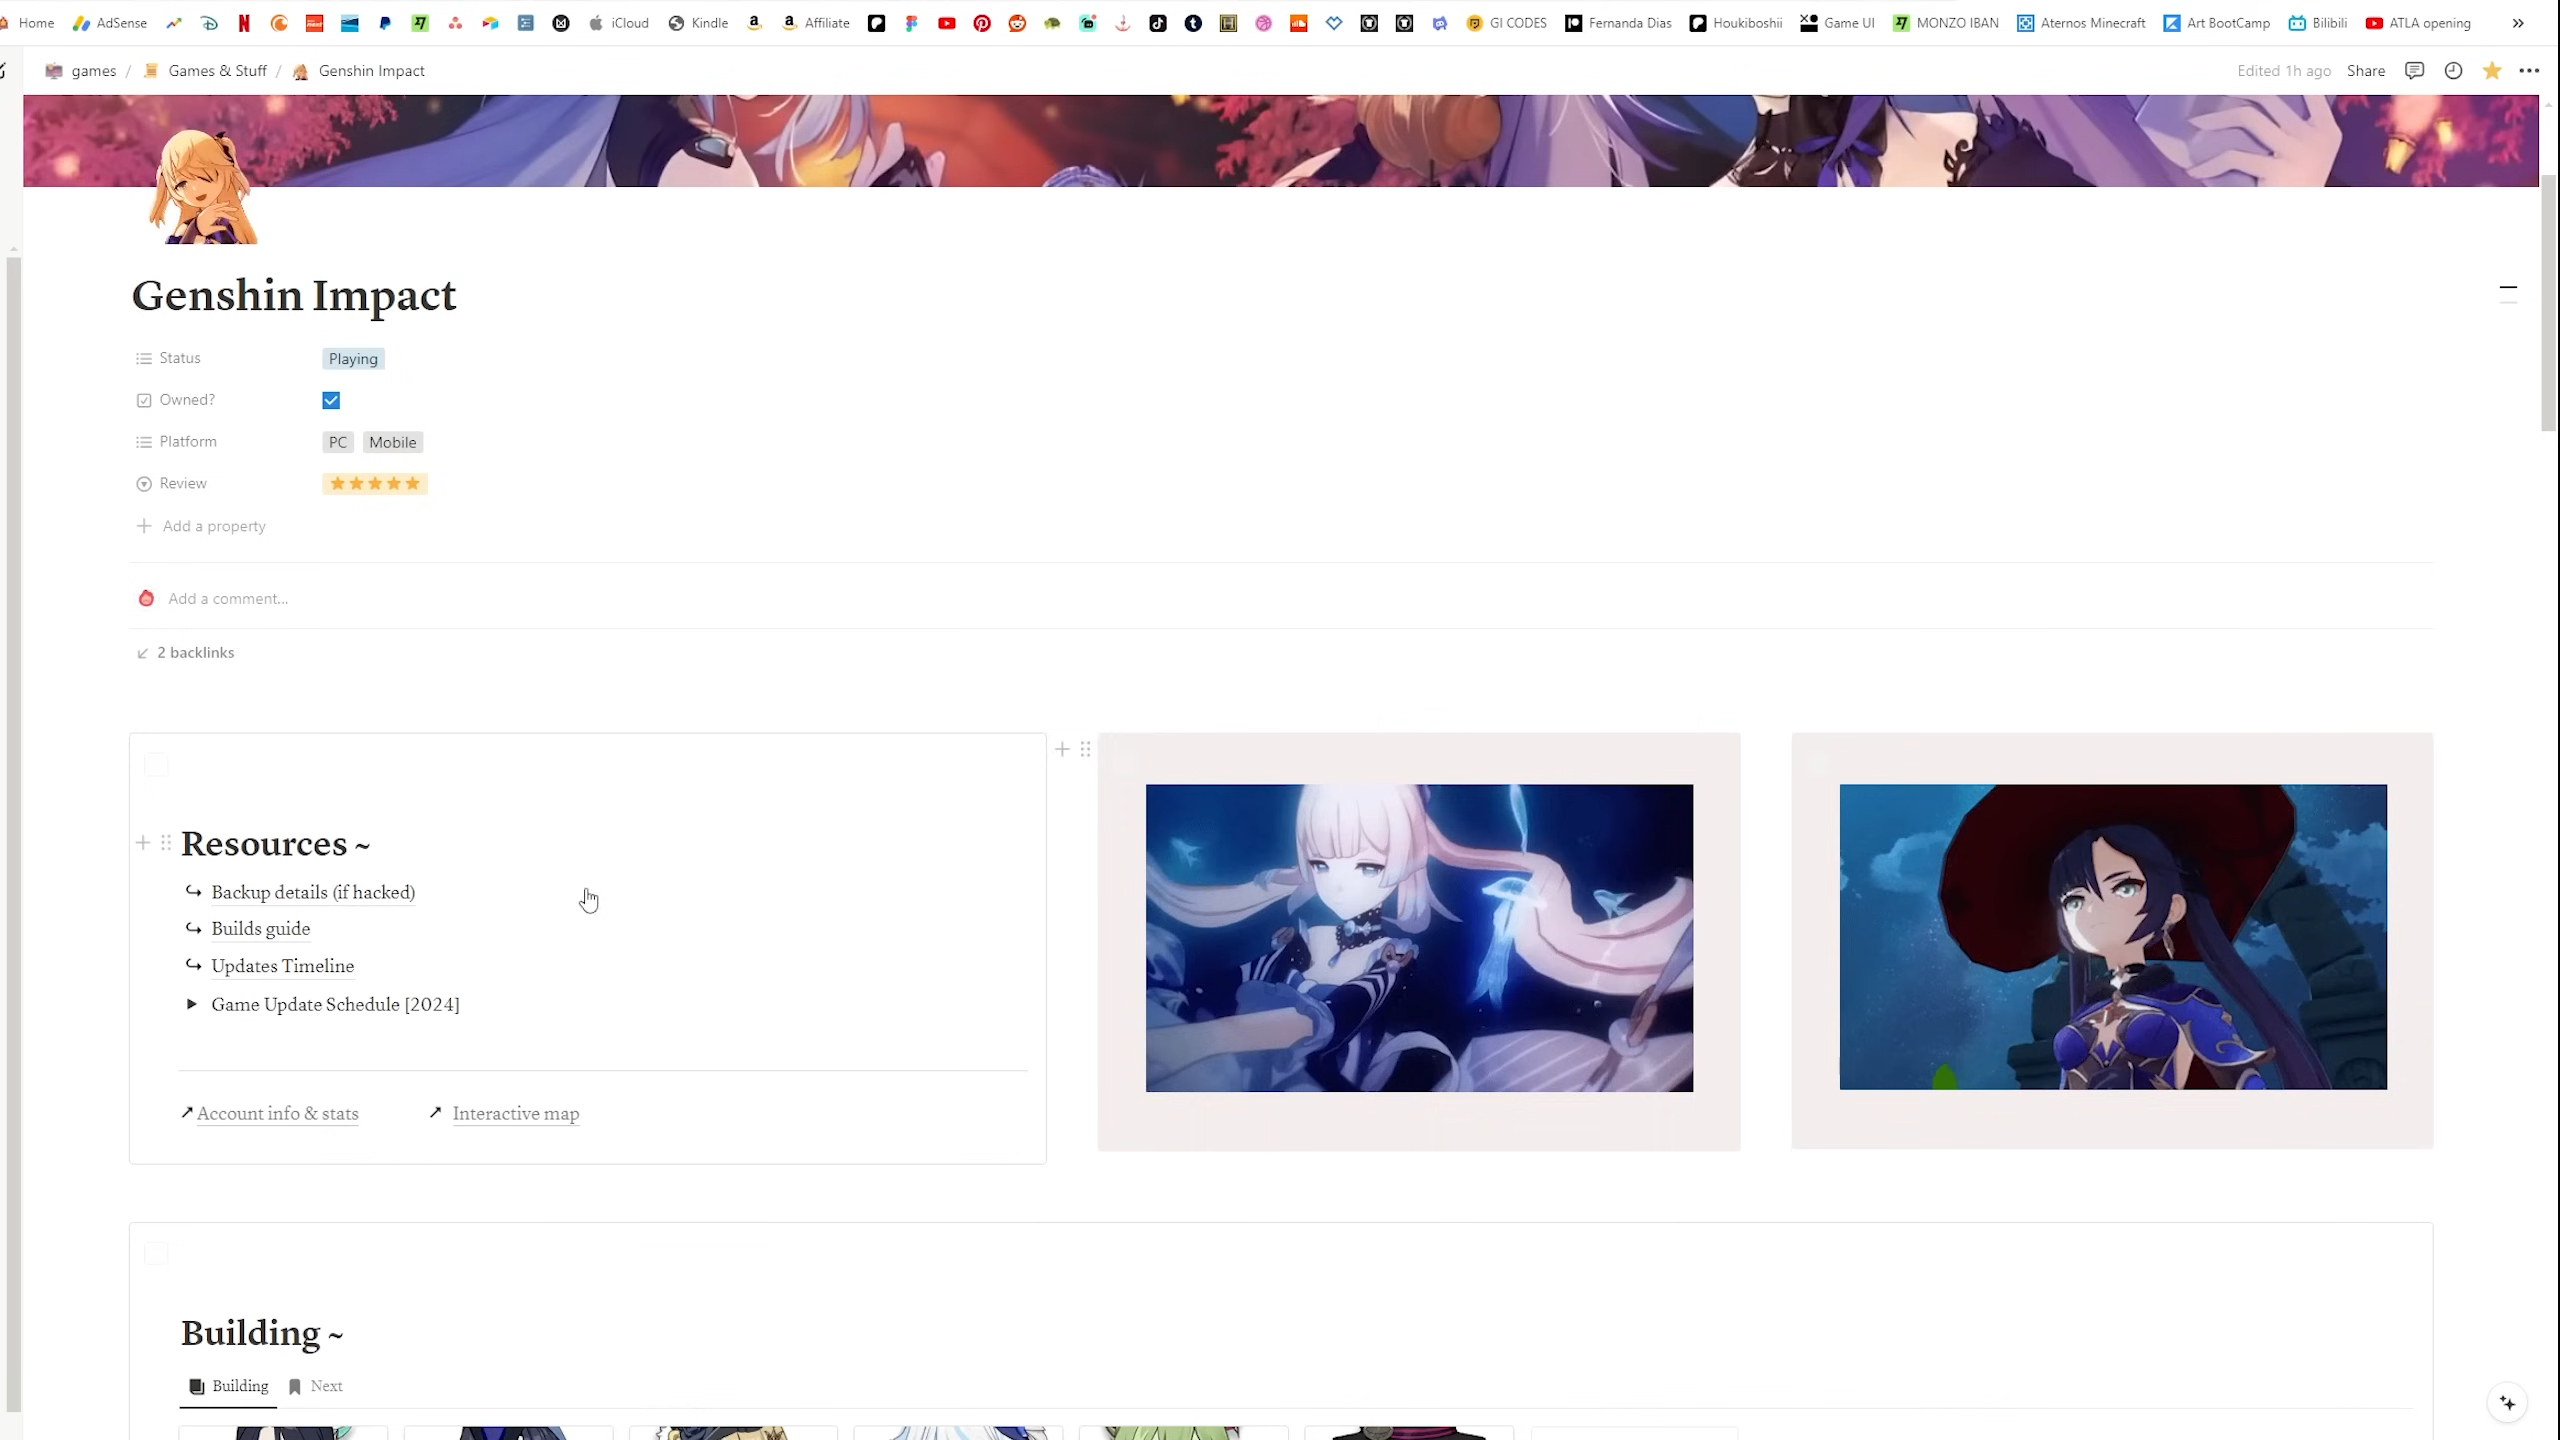 Home AdSense iCloud Kindle Affiliate GI CODES Fernanda Dias Houkiboshii Game UI MONZO IBAN Aternos Minecraft Art BootCamp Bilibili ATLA opening »
games / Games & Stuff / Genshin Impact Edited 1h ago Share
Genshin Impact
Status Playing
Owned?
Platform PC Mobile
Review ★★★★★
Add a property
Add a comment...
2 backlinks
Resources ~
↪ Backup details (if hacked)
↪ Builds guide
↪ Updates Timeline
▶ Game Update Schedule [2024]
↗ Account info & stats ↗ Interactive map
Building ~
Building Next